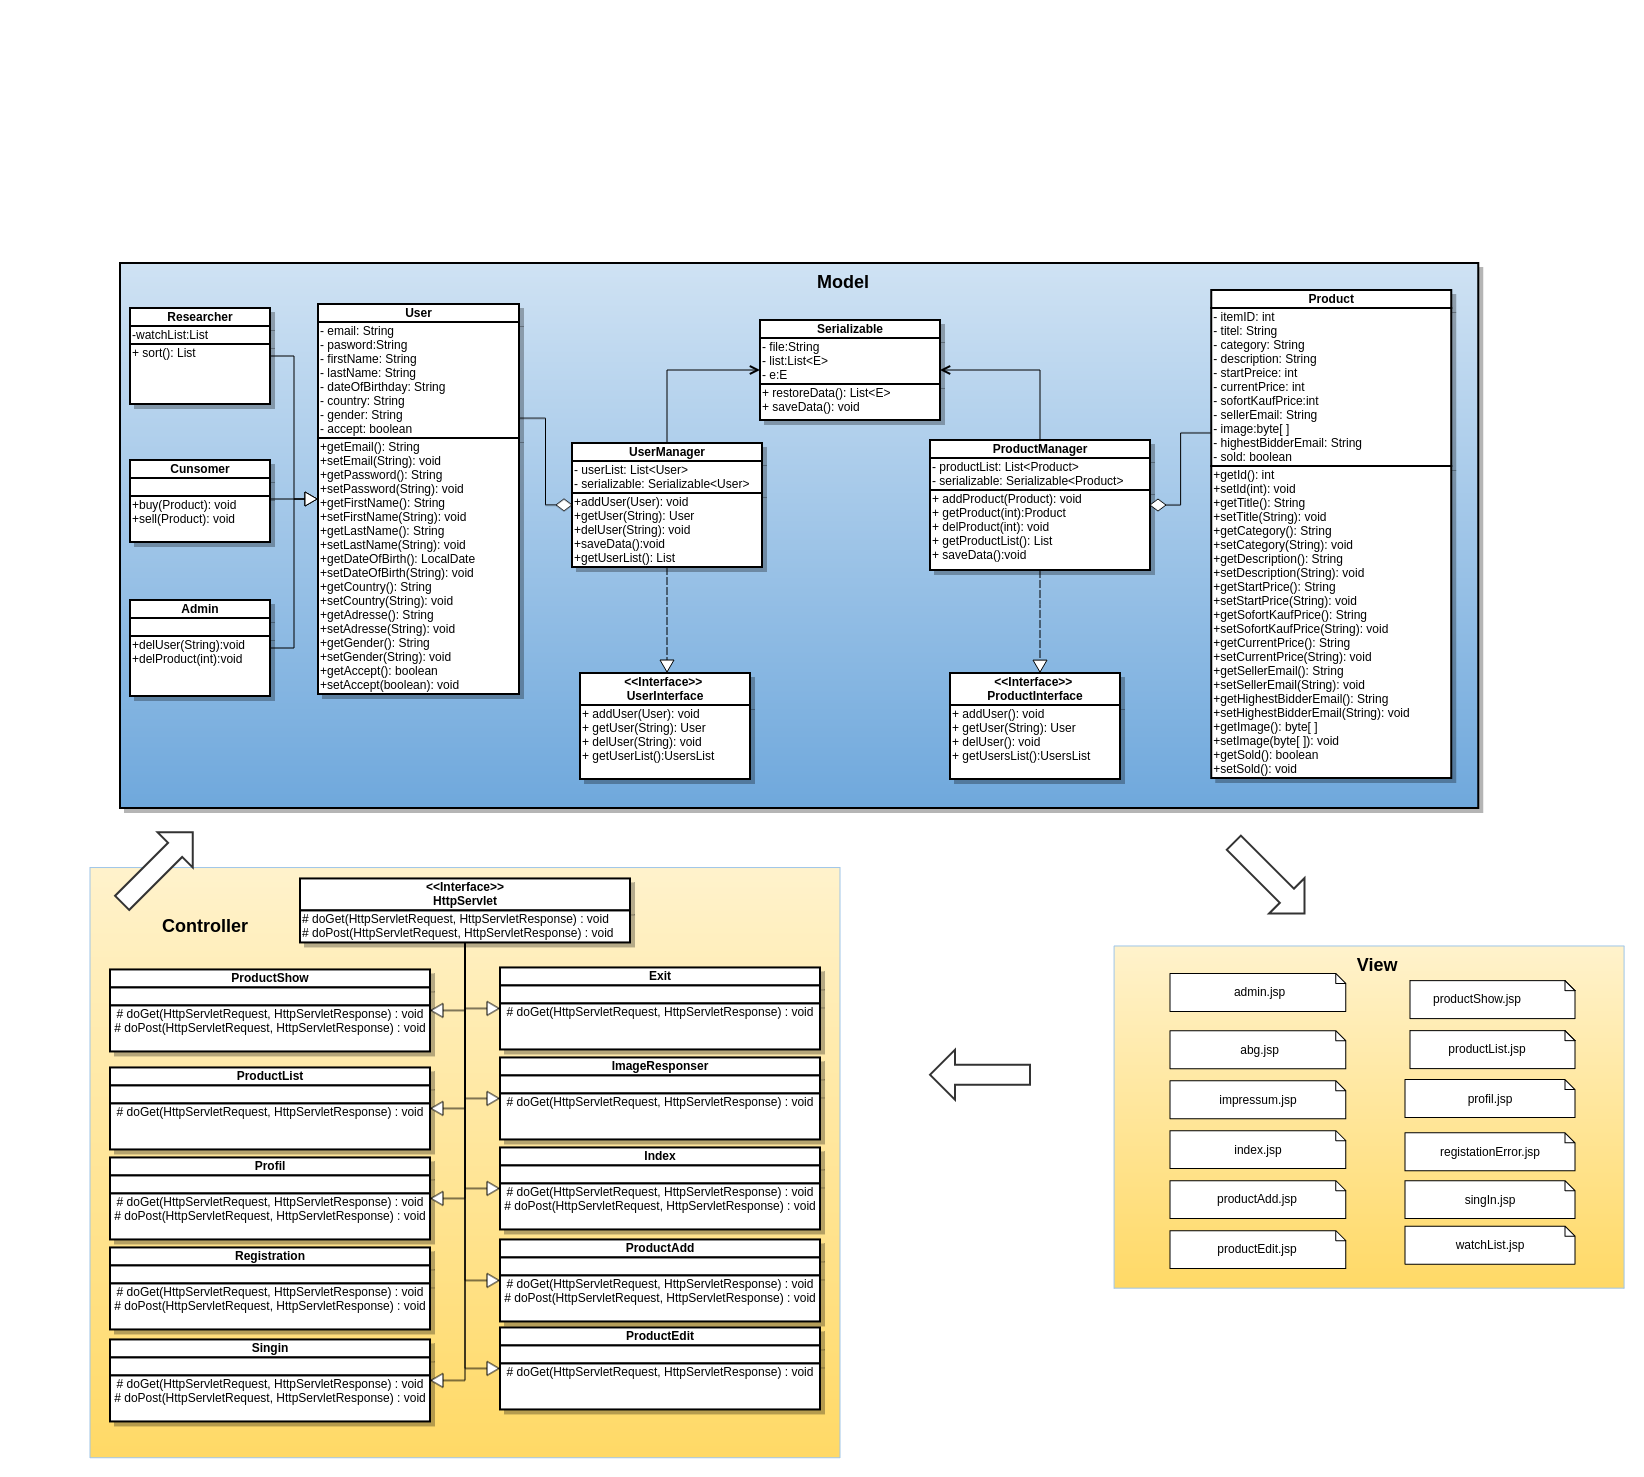 Model
Researcher
-watchList:List
+ sort(): List
Cunsomer
+buy(Product): void
+sell(Product): void
Admin
+delUser(String):void
+delProduct(int):void
User
- email: String
- pasword:String
- firstName: String
- lastName: String
- dateOfBirthday: String
- country: String
- gender: String
- accept: boolean
+getEmail(): String
+setEmail(String): void
+getPassword(): String
+setPassword(String): void
+getFirstName(): String
+setFirstName(String): void
+getLastName(): String
+setLastName(String): void
+getDateOfBirth(): LocalDate
+setDateOfBirth(String): void
+getCountry(): String
+setCountry(String): void
+getAdresse(): String
+setAdresse(String): void
+getGender(): String
+setGender(String): void
+getAccept(): boolean
+setAccept(boolean): void
UserManager
- userList: List<User>
- serializable: Serializable<User>
+addUser(User): void
+getUser(String): User
+delUser(String): void
+saveData():void
+getUserList(): List
<<Interface>>
UserInterface
+ addUser(User): void
+ getUser(String): User
+ delUser(String): void
+ getUserList():UsersList
Serializable
- file:String
- list:List<E>
- e:E
+ restoreData(): List<E>
+ saveData(): void
ProductManager
- productList: List<Product>
- serializable: Serializable<Product>
+ addProduct(Product): void
+ getProduct(int):Product
+ delProduct(int): void
+ getProductList(): List
+ saveData():void
<<Interface>>
ProductInterface
+ addUser(): void
+ getUser(String): User
+ delUser(): void
+ getUsersList():UsersList
Product
- itemID: int
- titel: String
- category: String
- description: String
- startPreice: int
- currentPrice: int
- sofortKaufPrice:int
- sellerEmail: String
- image:byte[ ]
- highestBidderEmail: String
- sold: boolean
+getId(): int
+setId(int): void
+getTitle(): String
+setTitle(String): void
+getCategory(): String
+setCategory(String): void
+getDescription(): String
+setDescription(String): void
+getStartPrice(): String
+setStartPrice(String): void
+getSofortKaufPrice(): String
+setSofortKaufPrice(String): void
+getCurrentPrice(): String
+setCurrentPrice(String): void
+getSellerEmail(): String
+setSellerEmail(String): void
+getHighestBidderEmail(): String
+setHighestBidderEmail(String): void
+getImage(): byte[ ]
+setImage(byte[ ]): void
+getSold(): boolean
+setSold(): void
Controller
<<Interface>>
HttpServlet
# doGet(HttpServletRequest, HttpServletResponse) : void
# doPost(HttpServletRequest, HttpServletResponse) : void
ProductShow
# doGet(HttpServletRequest, HttpServletResponse) : void
# doPost(HttpServletRequest, HttpServletResponse) : void
ProductList
# doGet(HttpServletRequest, HttpServletResponse) : void
Profil
# doGet(HttpServletRequest, HttpServletResponse) : void
# doPost(HttpServletRequest, HttpServletResponse) : void
Registration
# doGet(HttpServletRequest, HttpServletResponse) : void
# doPost(HttpServletRequest, HttpServletResponse) : void
Singin
# doGet(HttpServletRequest, HttpServletResponse) : void
# doPost(HttpServletRequest, HttpServletResponse) : void
Exit
# doGet(HttpServletRequest, HttpServletResponse) : void
ImageResponser
# doGet(HttpServletRequest, HttpServletResponse) : void
Index
# doGet(HttpServletRequest, HttpServletResponse) : void
# doPost(HttpServletRequest, HttpServletResponse) : void
ProductAdd
# doGet(HttpServletRequest, HttpServletResponse) : void
# doPost(HttpServletRequest, HttpServletResponse) : void
ProductEdit
# doGet(HttpServletRequest, HttpServletResponse) : void
View
admin.jsp
abg.jsp
impressum.jsp
index.jsp
productAdd.jsp
productEdit.jsp
productShow.jsp
productList.jsp
profil.jsp
registationError.jsp
singIn.jsp
watchList.jsp